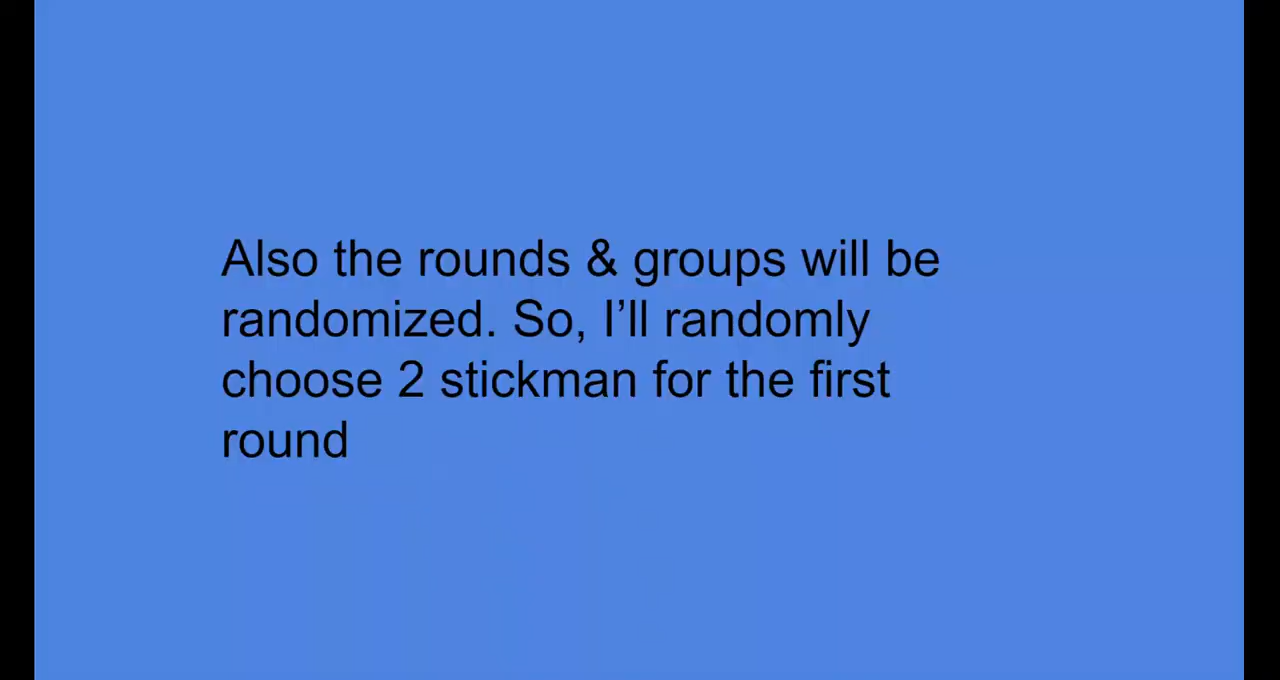 Also the rounds & groups will be
randomized. So, I’ll randomly
choose 2 stickman for the first
round